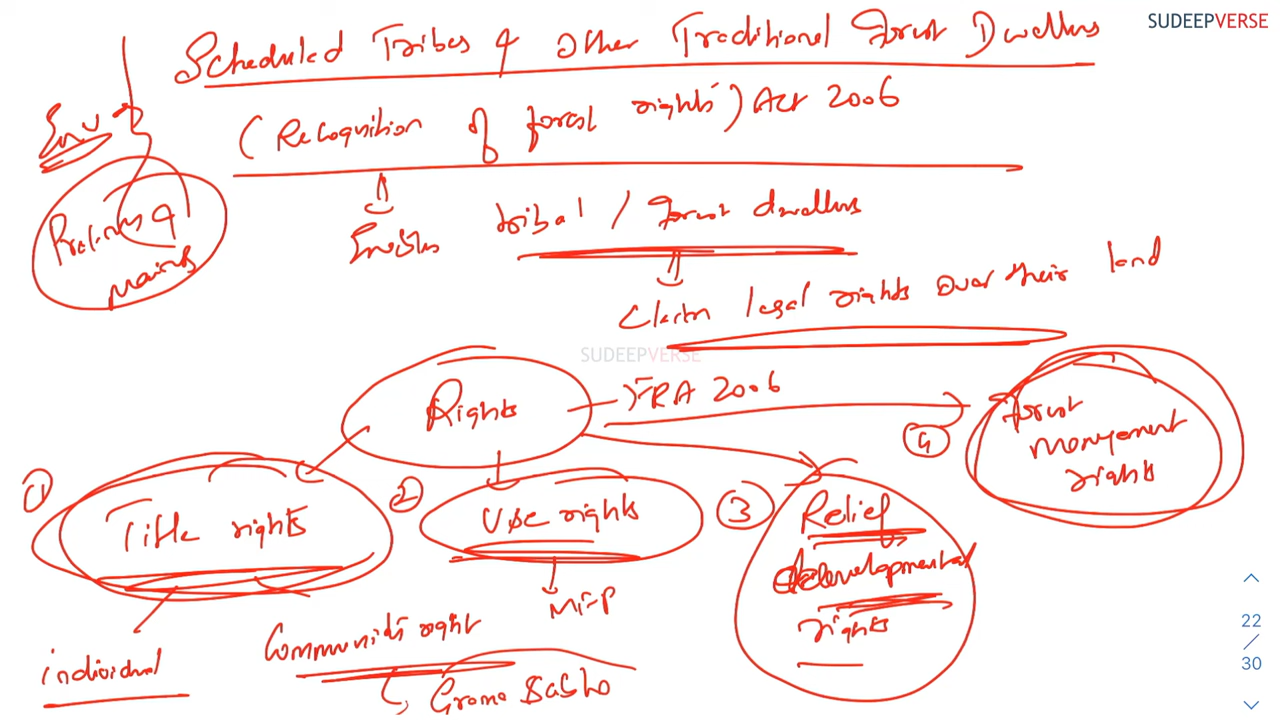 SUDEEPVERSE
Scheduled Tribes & Other Traditional Forest Dwellers
(Recognition of forest rights) Act 2006
Env
Prelims &
mains
Enables tribal / forest dwellers
Claim legal rights over their land
SUDEEPVERSE
Rights
FRA 2006
④ forest
management
rights
① Title rights
② Use rights
③ Relief
& developmental
rights
MFP
individual
Community right
Grama Sabha
22
/
30